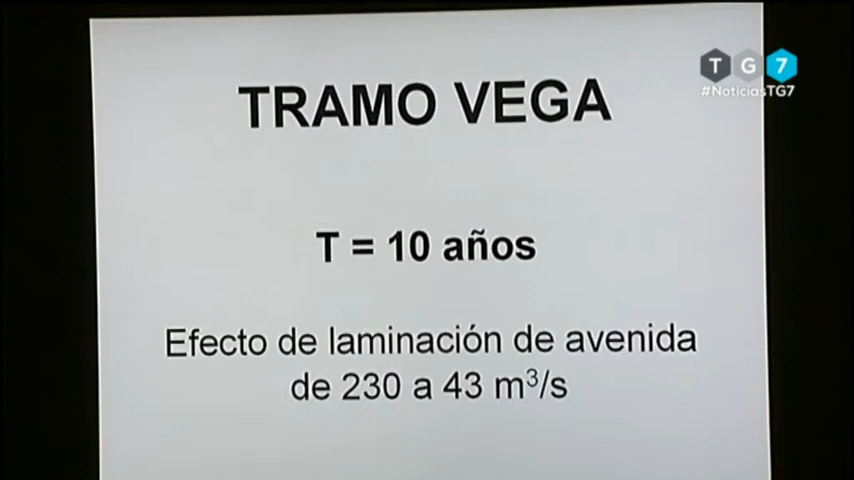 TRAMO VEGA
TG7
#NoticiasTG7
T = 10 años
Efecto de laminación de avenida
de 230 a 43 m³/s